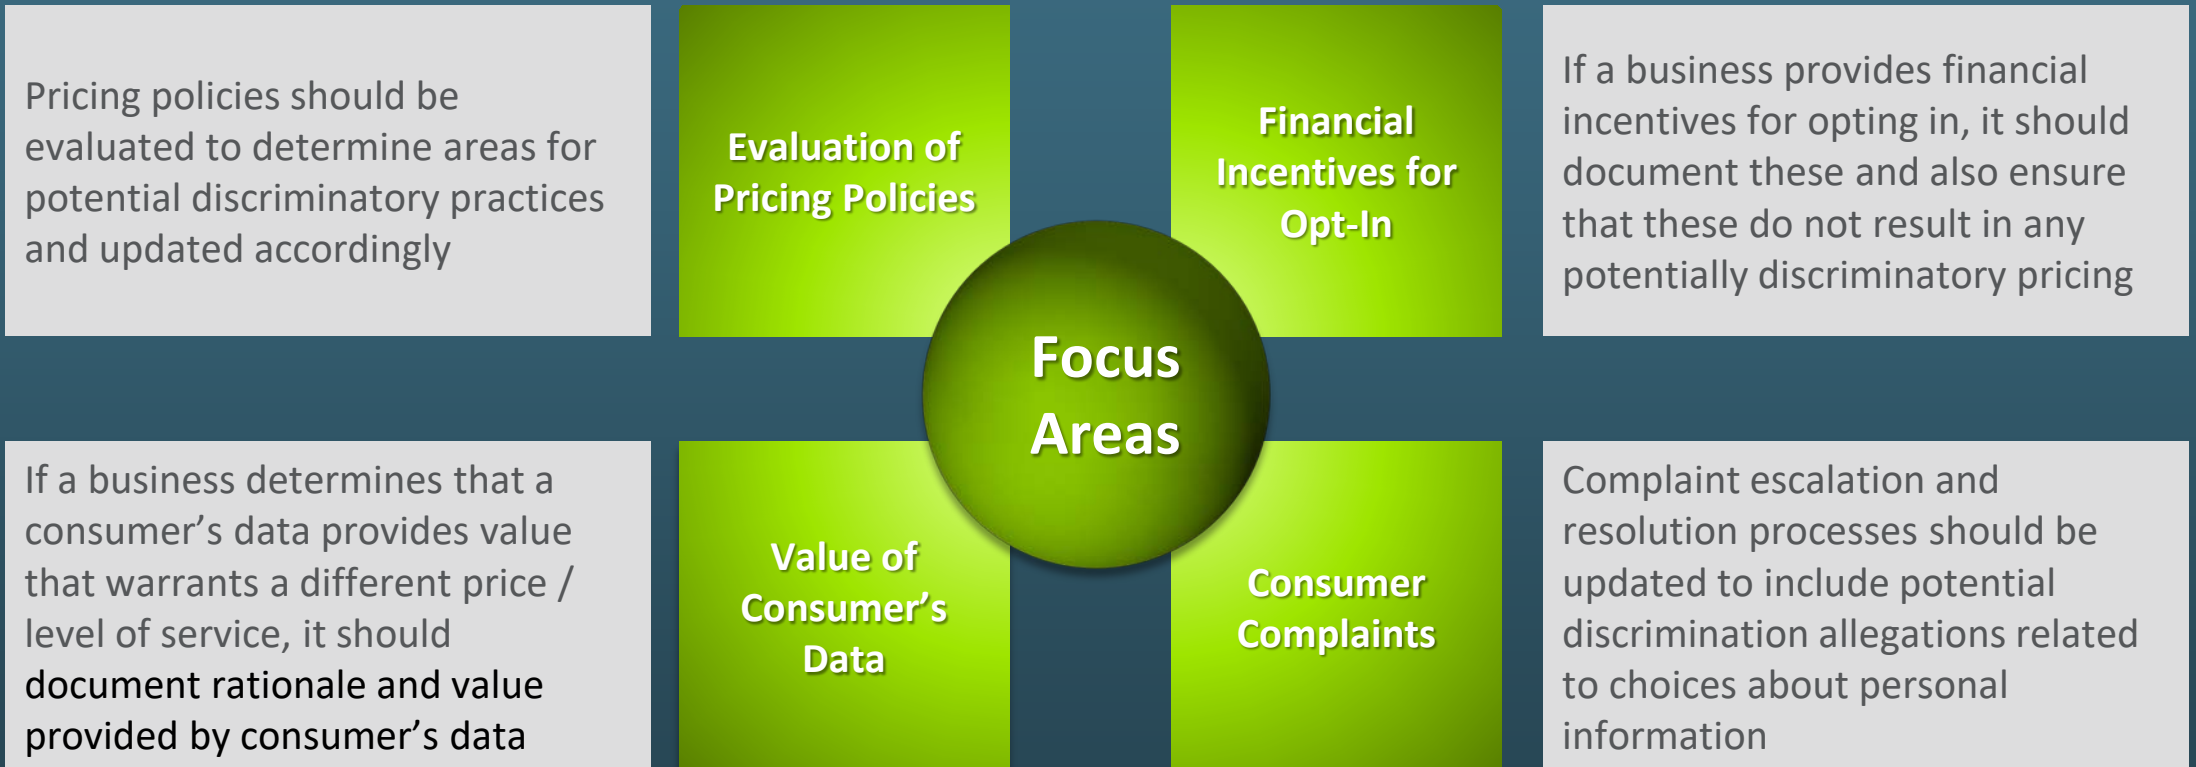 Pricing policies should be
evaluated to determine areas for
potential discriminatory practices
and updated accordingly
Evaluation of
Pricing Policies
Financial
Incentives for
Opt-In
If a business provides financial
incentives for opting in, it should
document these and also ensure
that these do not result in any
potentially discriminatory pricing
Focus
Areas
If a business determines that a
consumer’s data provides value
that warrants a different price /
level of service, it should
document rationale and value
provided by consumer’s data
Value of
Consumer’s
Data
Consumer
Complaints
Complaint escalation and
resolution processes should be
updated to include potential
discrimination allegations related
to choices about personal
information